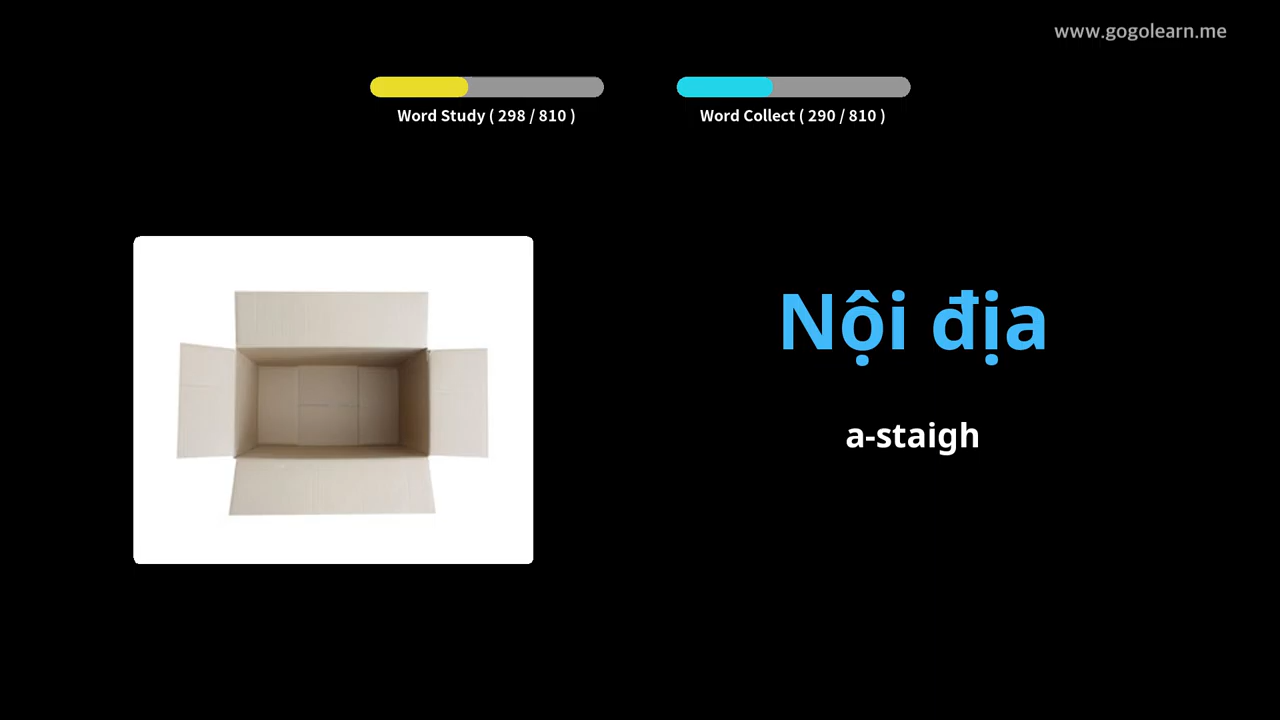 www.gogolearn.me
Word Study ( 298 / 810 )
Word Collect ( 290 / 810 )
Nội địa
a-staigh